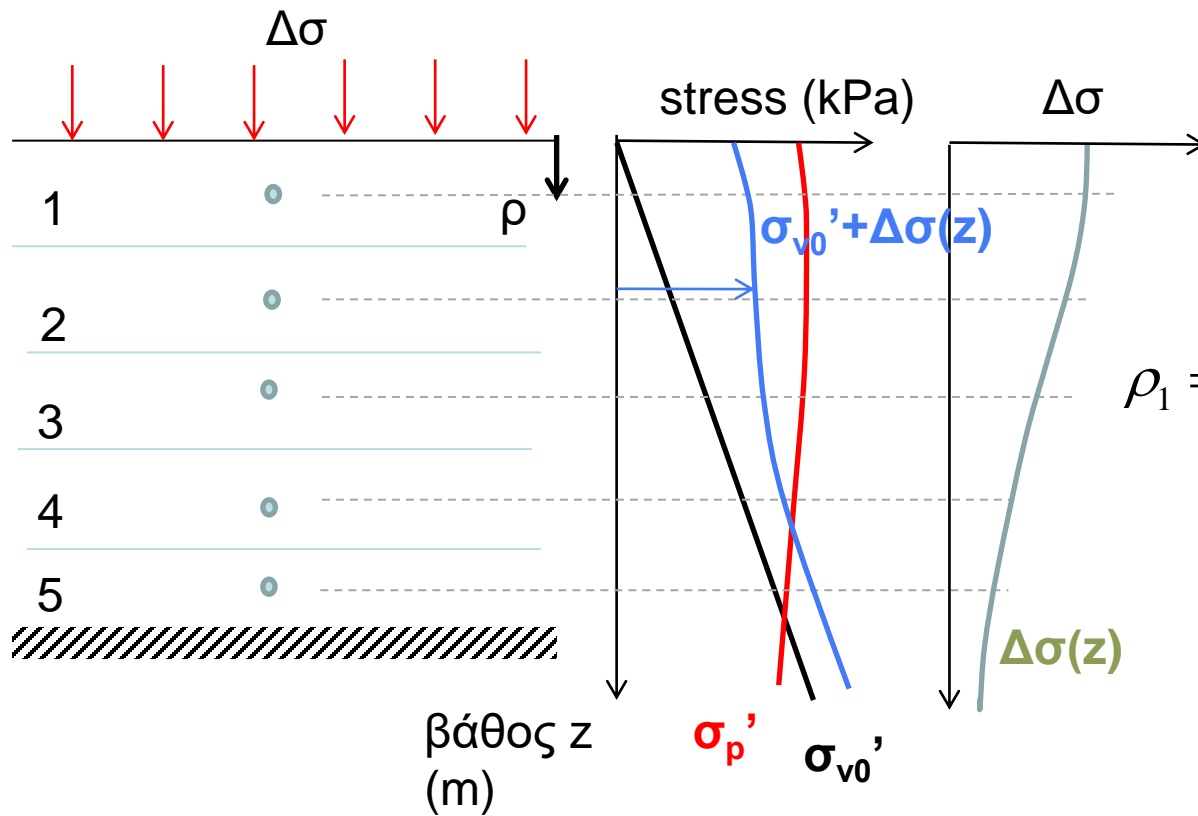 Δσ
stress (kPa)
Δσ
1
ρ
σv0’+Δσ(z)
2
3
ρ1 =
4
5
Δσ(z)
βάθος z
(m)
σp’
σv0’